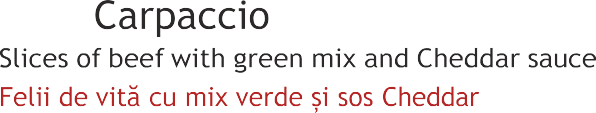 Carpaccio
Slices of beef with green mix and Cheddar sauce
Felii de vită cu mix verde și sos Cheddar